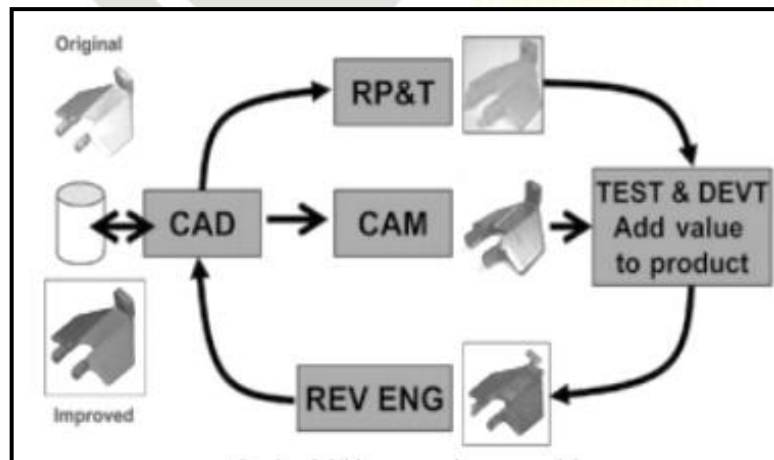 Original
RP&T
CAD
CAM
TEST & DEVT
Add value
to product
REV ENG
Improved